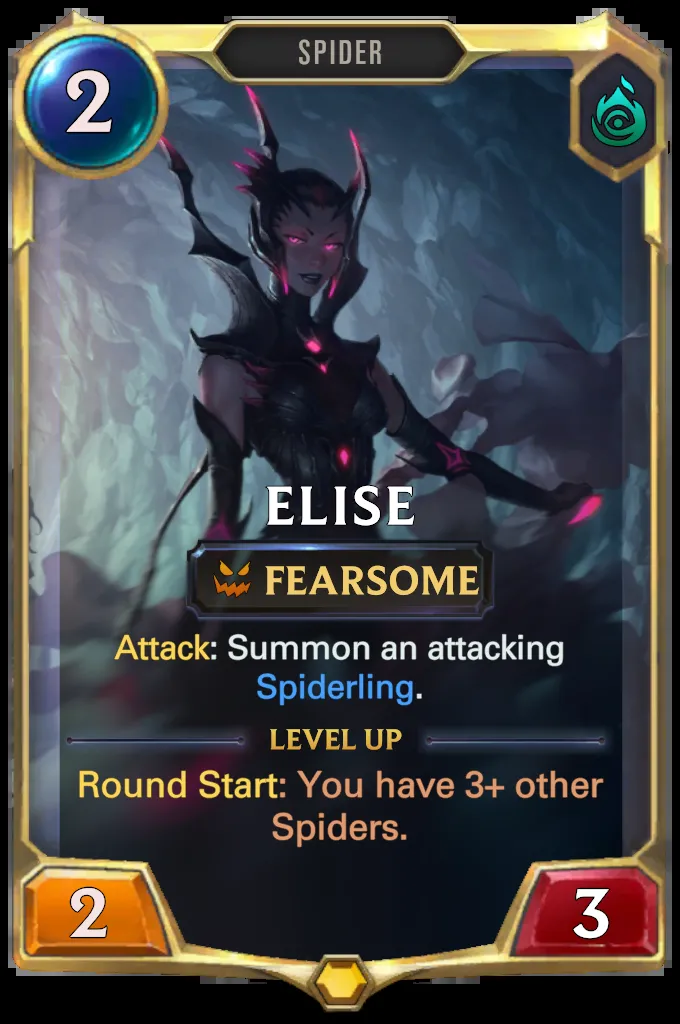 SPIDER
2
ELISE
FEARSOME
Attack: Summon an attacking
Spiderling.
LEVEL UP
Round Start: You have 3+ other
Spiders.
2
3